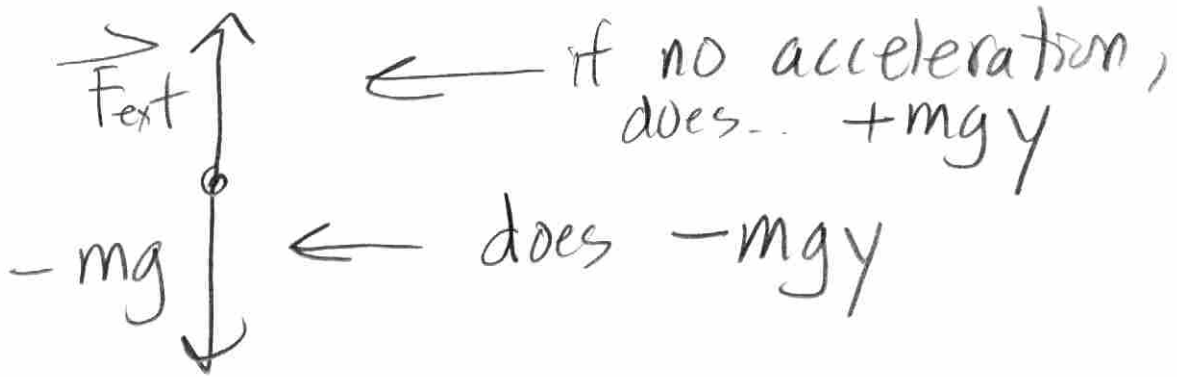 F⃗ext
if no acceleration,
does.. +mgy
-mg
does -mgy